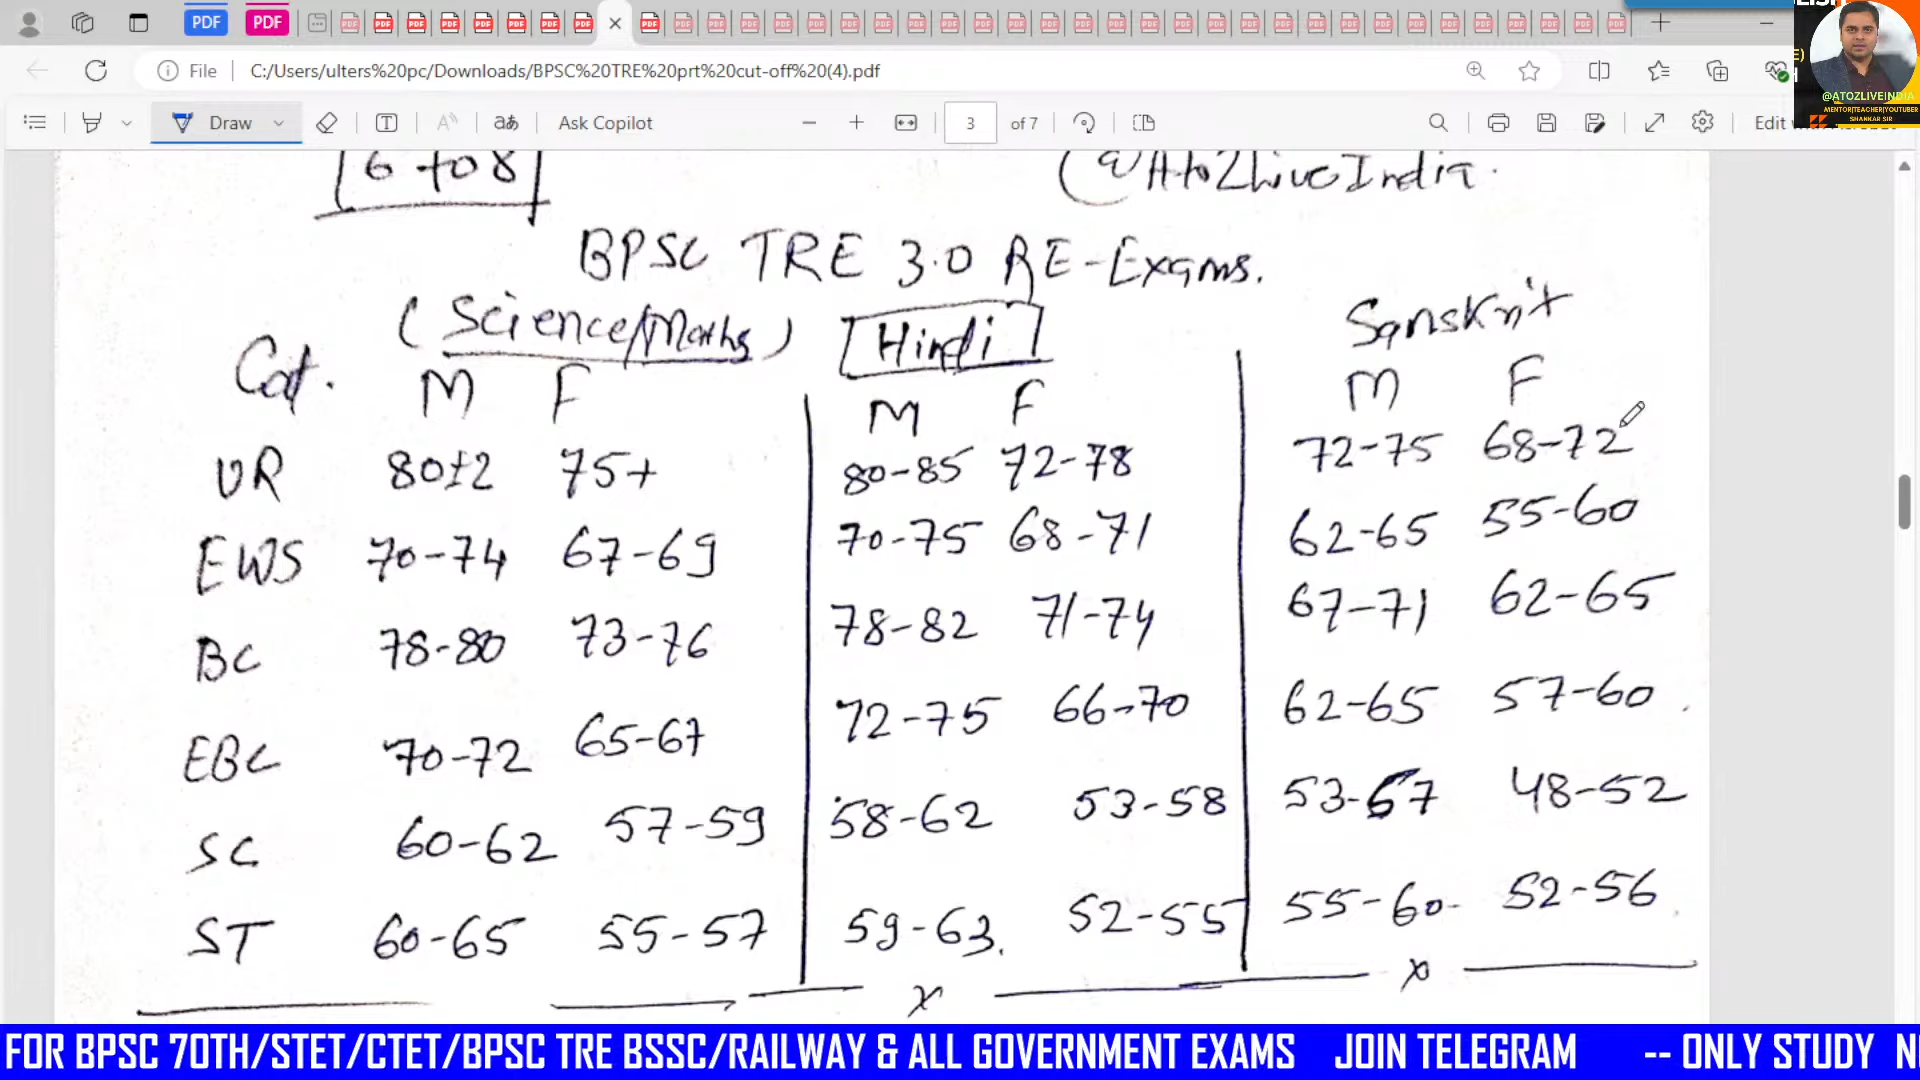 PDF PDF
File C:/Users/ulters%20pc/Downloads/BPSC%20TRE%20prt%20cut-off%20(4).pdf
Draw Ask Copilot 3 of 7 Edit
@ATOZLIVEINDIA
MENTOR|TEACHER|YOUTUBER
SHANKAR SIR
6 to 8 @AtoZLiveIndia.
BPSC TRE 3.0 RE-Exams.
(Science/Maths) Hindi Sanskrit
Cat. M F M F M F
UR 80±2 75+ 80-85 72-78 72-75 68-72
EWS 70-74 67-69 70-75 68-71 62-65 55-60
BC 78-80 73-76 78-82 71-74 67-71 62-65
EBC 70-72 65-67 72-75 66-70 62-65 57-60
SC 60-62 57-59 58-62 53-58 53-57 48-52
ST 60-65 55-57 59-63. 52-55 55-60- 52-56
x x
FOR BPSC 70TH/STET/CTET/BPSC TRE BSSC/RAILWAY & ALL GOVERNMENT EXAMS JOIN TELEGRAM -- ONLY STUDY